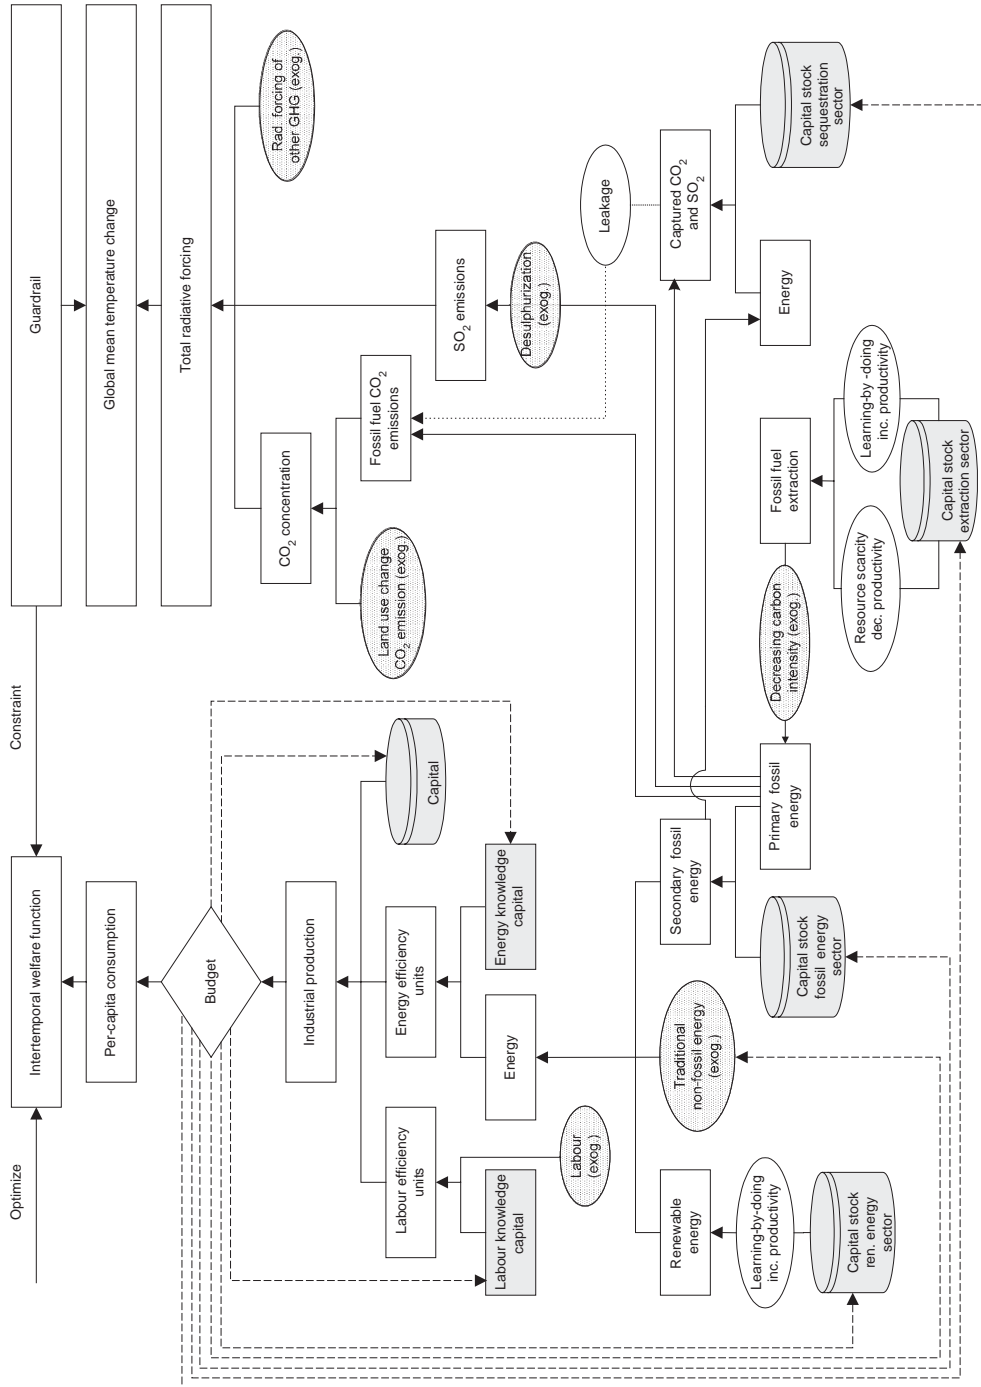 Optimize
Intertemporal welfare function
Constraint
Guardrail
Per-capita consumption
Global mean temperature change
Budget
Total radiative forcing
Rad. forcing of
other GHG (exog.)
Industrial production
CO2 concentration
Labour efficiency
units
Energy efficiency
units
Capital
Land use change
CO2 emission (exog.)
Fossil fuel CO2
emissions
SO2 emissions
Labour knowledge
capital
Energy
Energy knowledge
capital
Desulphurization
(exog.)
Labour
(exog.)
Leakage
Renewable
energy
Traditional
non-fossil energy
(exog.)
Secondary fossil
energy
Captured CO2
and SO2
Learning-by-doing
inc. productivity
Capital stock
fossil energy
sector
Primary fossil
energy
Decreasing carbon
intensity (exog.)
Fossil fuel
extraction
Energy
Capital stock
sequestration
sector
Capital stock
ren. energy
sector
Resource scarcity
dec. productivity
Learning-by -doing
inc. productivity
Capital stock
extraction sector